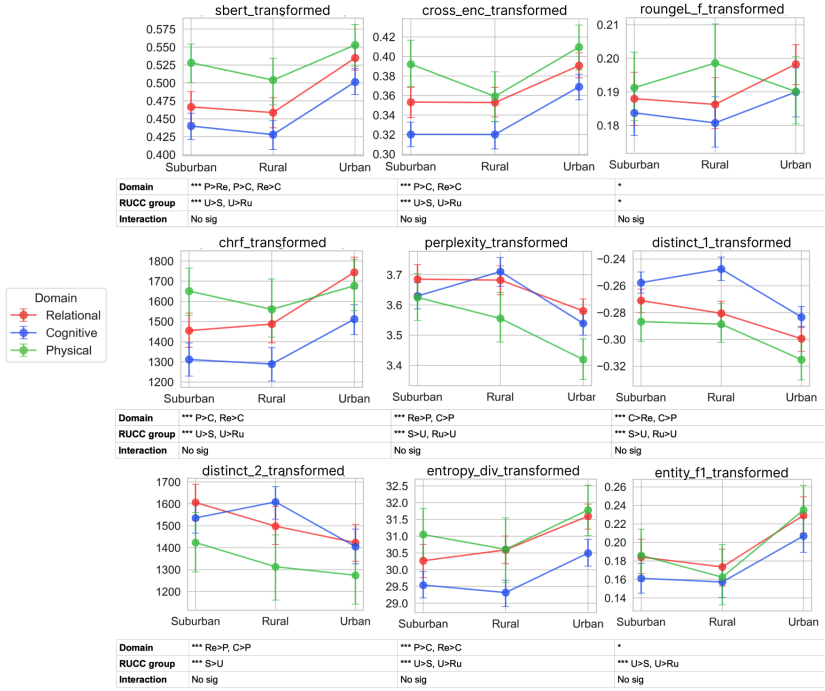 sbert_transformed cross_enc_transformed roungeL_f_transformed
0.575
0.550
0.525
0.500
0.475
0.450
0.425
0.400
Suburban Rural Urban
0.42
0.40
0.38
0.36
0.34
0.32
0.30
Suburban Rural Urban
0.21
0.20
0.19
0.18
Suburban Rural Urban
Domain *** P>Re, P>C, Re>C *** P>C, Re>C *
RUCC group *** U>S, U>Ru *** U>S, U>Ru *
Interaction No sig No sig No sig
Domain
Relational
Cognitive
Physical
chrf_transformed perplexity_transformed distinct_1_transformed
1800
1700
1600
1500
1400
1300
1200
Suburban Rural Urban
3.7
3.6
3.5
3.4
Suburban Rural Urbar
−0.24
−0.26
−0.28
−0.30
−0.32
Suburban Rural Urban
Domain *** P>C, Re>C *** Re>P, C>P *** C>Re, C>P
RUCC group *** U>S, U>Ru *** S>U, Ru>U *** S>U, Ru>U
Interaction No sig No sig No sig
distinct_2_transformed entropy_div_transformed entity_f1_transformed
1700
1600
1500
1400
1300
1200
Suburban Rural Urban
32.5
32.0
31.5
31.0
30.5
30.0
29.5
29.0
Suburban Rural Urban
0.26
0.24
0.22
0.20
0.18
0.16
0.14
Suburban Rural Urban
Domain *** Re>P, C>P *** P>C, Re>C *
RUCC group *** S>U *** U>S, U>Ru *** U>S, U>Ru
Interaction No sig No sig No sig